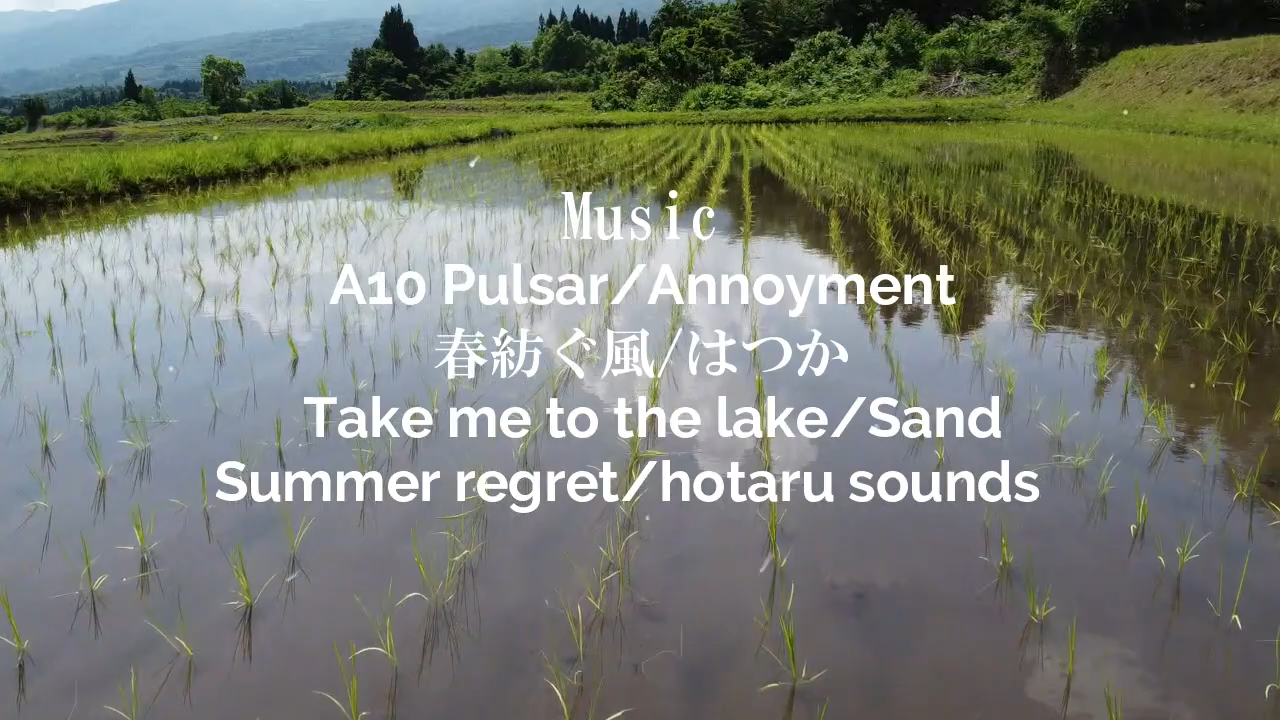 Music
A10 Pulsar/Annoyment
春紡ぐ風/はつか
Take me to the lake/Sand
Summer regret/hotaru sounds